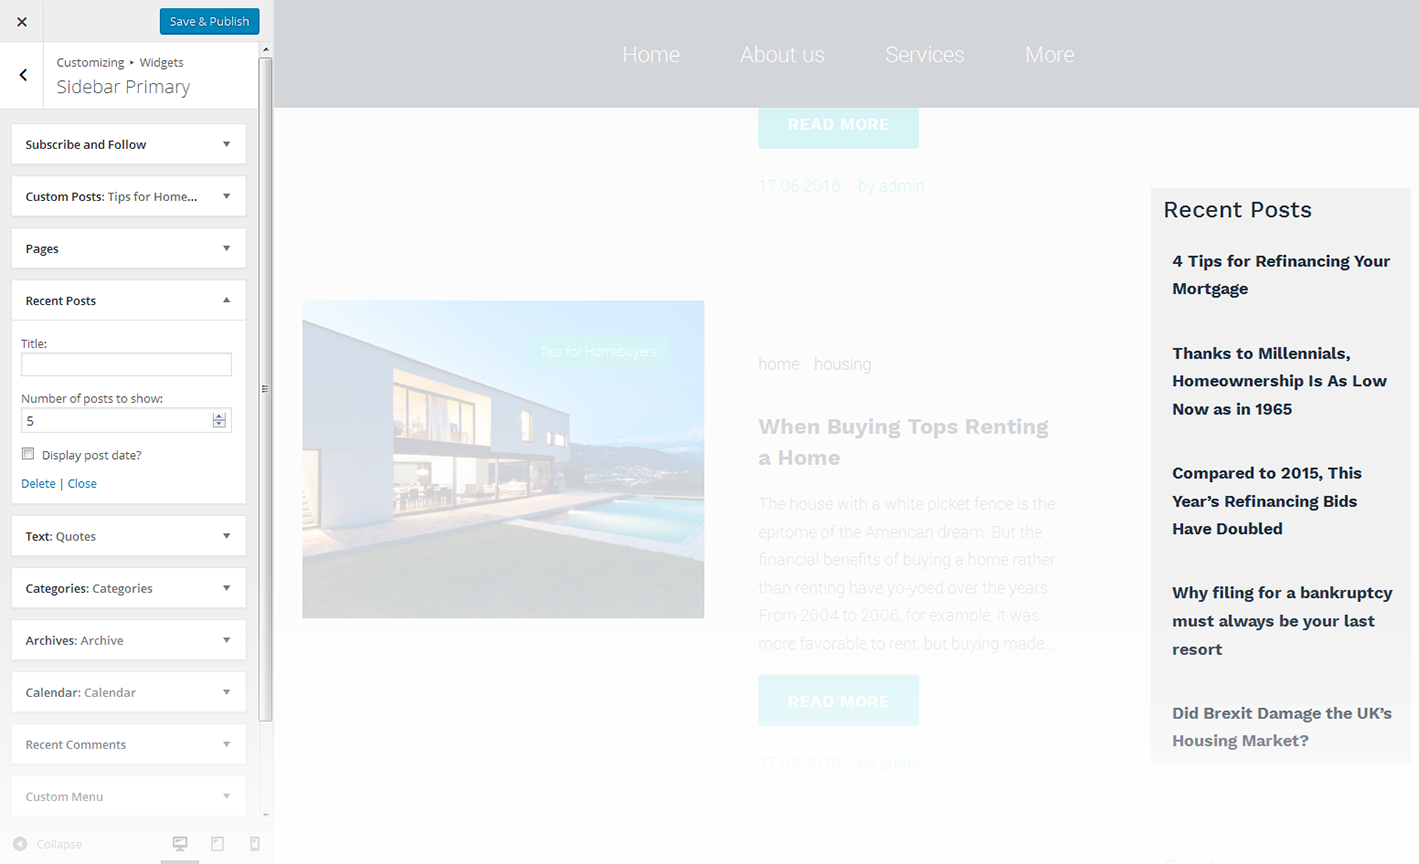 Save & Publish
Customizing ▸ Widgets
Sidebar Primary
Subscribe and Follow
Custom Posts: Tips for Home...
Pages
Recent Posts
Title:
Number of posts to show:
5
Display post date?
Delete | Close
Text: Quotes
Categories: Categories
Archives: Archive
Calendar: Calendar
Recent Comments
Custom Menu
Collapse
Home
About us
Services
More
READ MORE
17.05.2016
by admin
Tips for Homebuyers
home
housing
When Buying Tops Renting
a Home
The house with a white picket fence is the
epitome of the American dream. But the
financial benefits of buying a home rather
than renting have yo-yoed over the years.
From 2004 to 2006, for example, it was
more favorable to rent, but buying made...
READ MORE
17.05.2016
by admin
Recent Posts
4 Tips for Refinancing Your
Mortgage
Thanks to Millennials,
Homeownership Is As Low
Now as in 1965
Compared to 2015, This
Year’s Refinancing Bids
Have Doubled
Why filing for a bankruptcy
must always be your last
resort
Did Brexit Damage the UK’s
Housing Market?